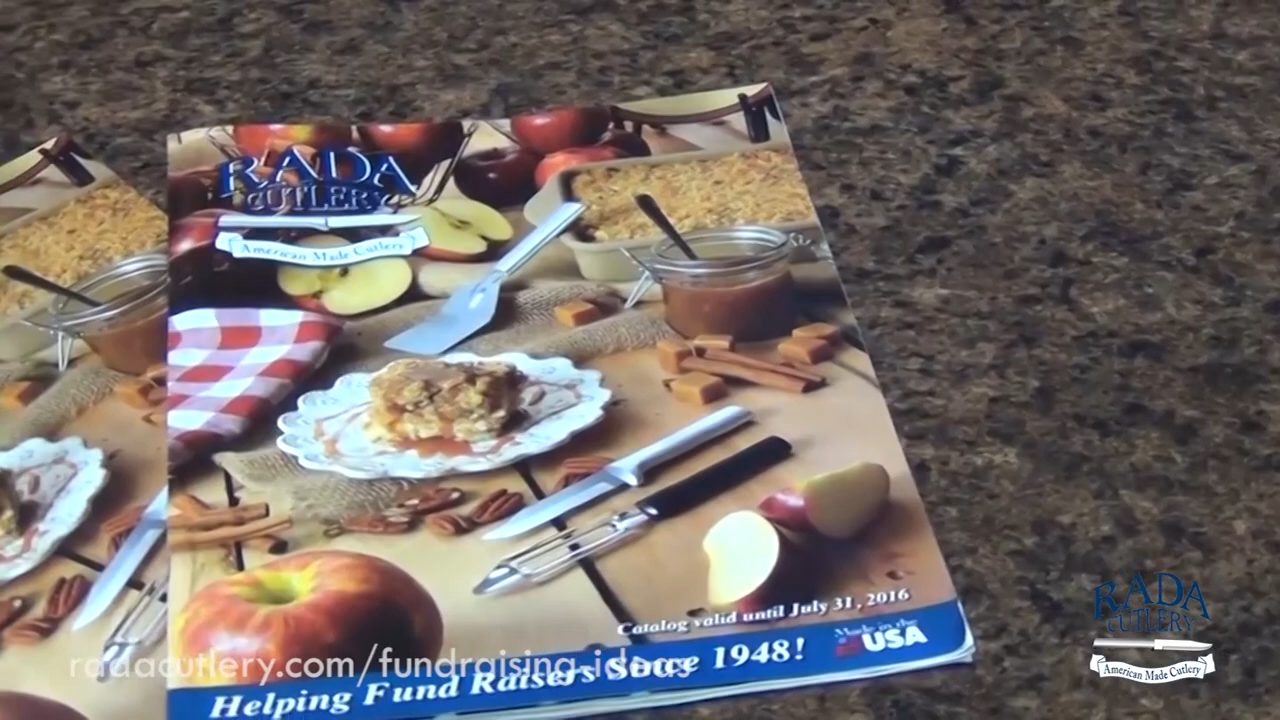 RADA
CUTLERY
American Made Cutlery
Catalog valid until July 31, 2016
Made in the
USA
Helping Fund Raisers Since 1948!
radacutlery.com/fundraising-ideas
RADA
CUTLERY
American Made Cutlery